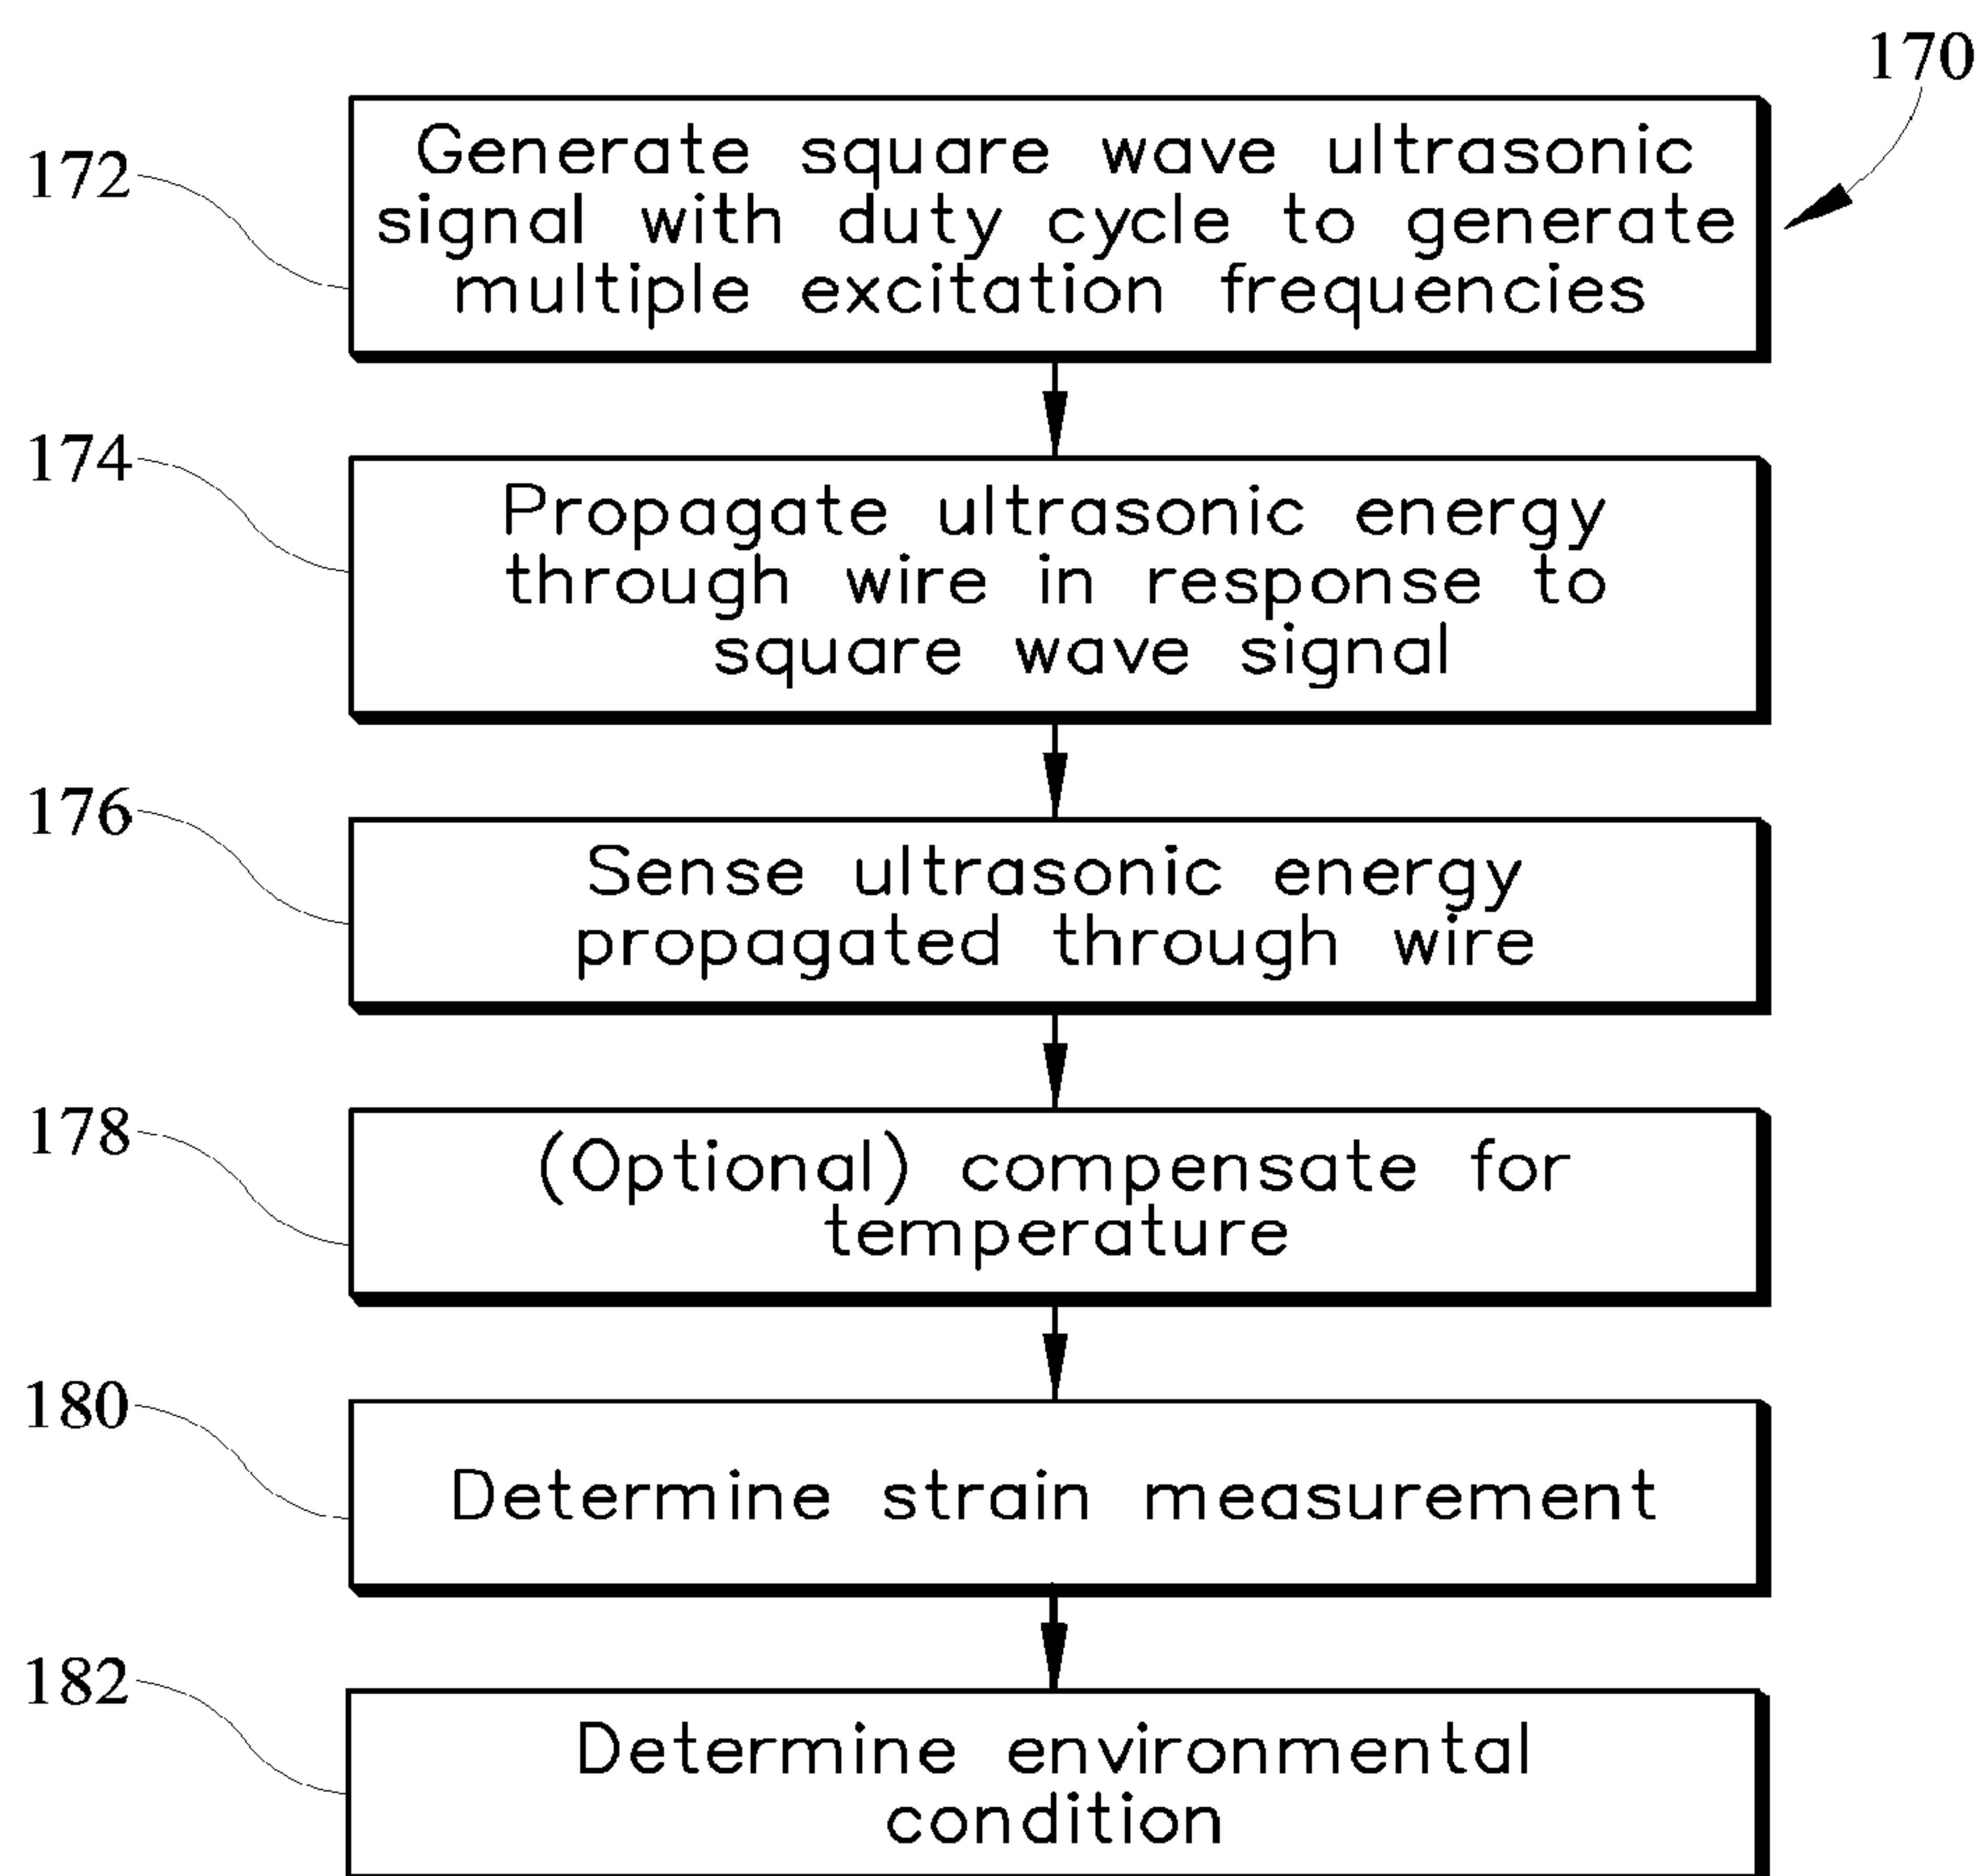 170
172
Generate square wave ultrasonic
signal with duty cycle to generate
multiple excitation frequencies
174
Propagate ultrasonic energy
through wire in response to
square wave signal
176
Sense ultrasonic energy
propagated through wire
178
(Optional) compensate for
temperature
180
Determine strain measurement
182
Determine environmental
condition